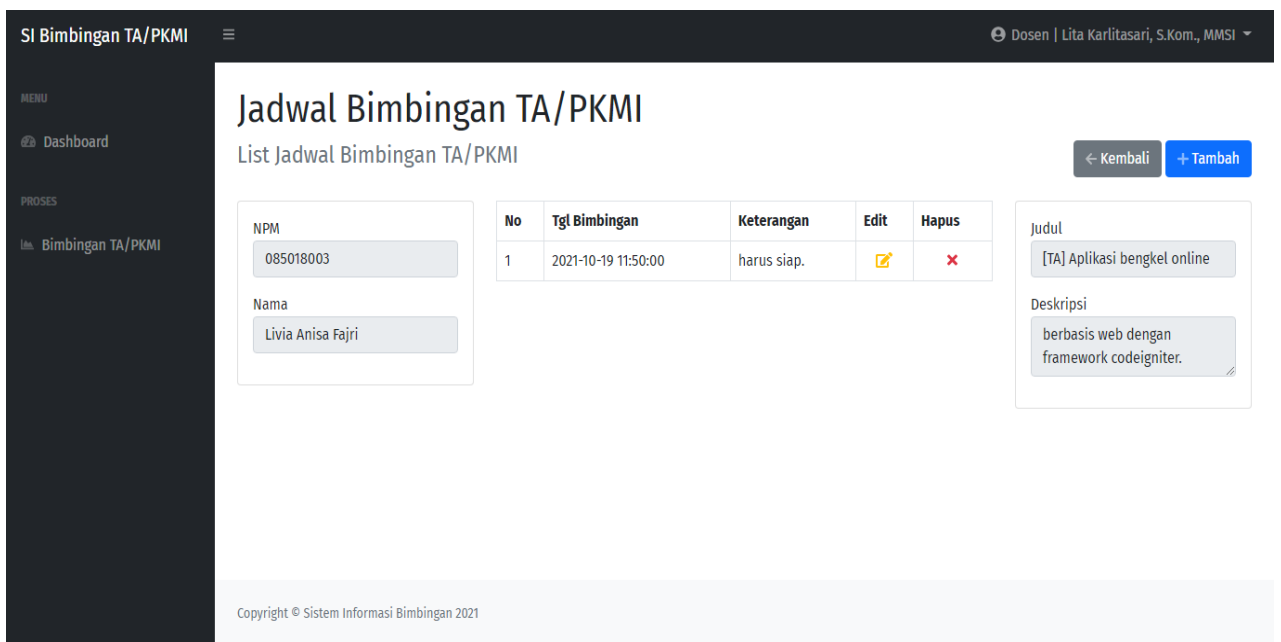 SI Bimbingan TA/PKMI
Dosen | Lita Karlitasari, S.Kom., MMSI
MENU
Dashboard
PROSES
Bimbingan TA/PKMI
Jadwal Bimbingan TA/PKMI
List Jadwal Bimbingan TA/PKMI
Kembali
Tambah
NPM
085018003
Nama
Livia Anisa Fajri
No Tgl Bimbingan Keterangan Edit Hapus
1 2021-10-19 11:50:00 harus siap.
Judul
[TA] Aplikasi bengkel online
Deskripsi
berbasis web dengan
framework codeigniter.
Copyright © Sistem Informasi Bimbingan 2021